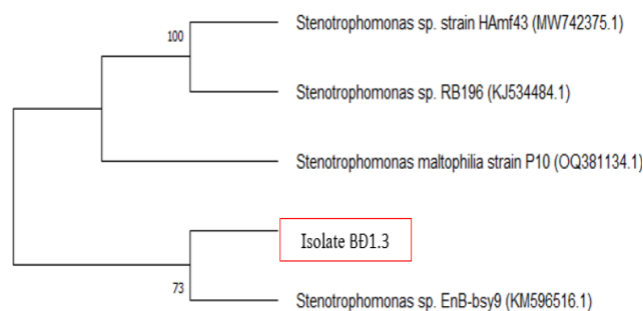 100
Stenotrophomonas sp. strain HAmf43 (MW742375.1)
Stenotrophomonas sp. RB196 (KJ534484.1)
Stenotrophomonas maltophilia strain P10 (OQ381134.1)
Isolate BĐ1.3
73
Stenotrophomonas sp. EnB-bsy9 (KM596516.1)